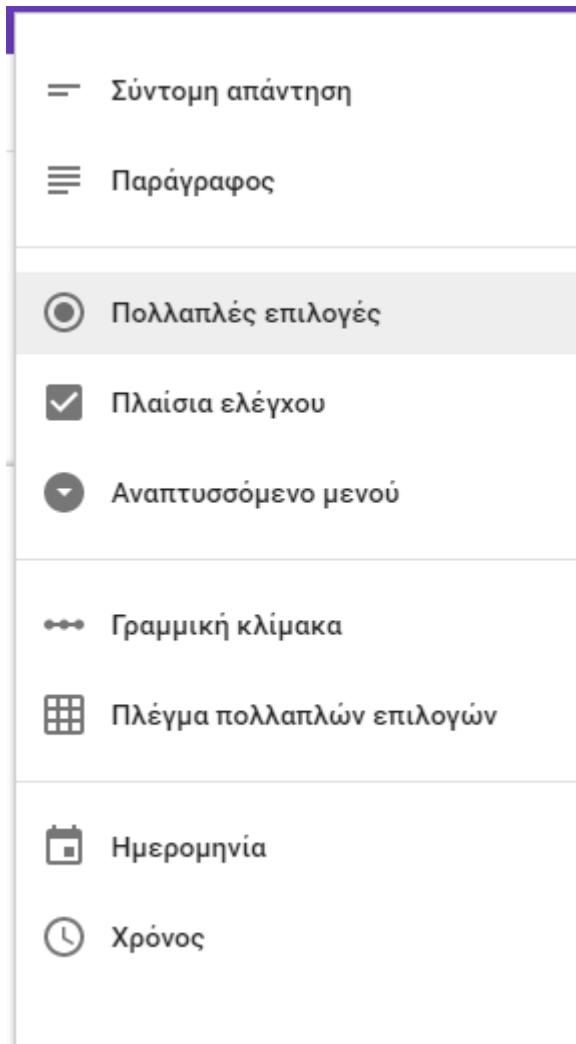 Σύντομη απάντηση
Παράγραφος
Πολλαπλές επιλογές
Πλαίσια ελέγχου
Αναπτυσσόμενο μενού
Γραμμική κλίμακα
Πλέγμα πολλαπλών επιλογών
Ημερομηνία
Χρόνος